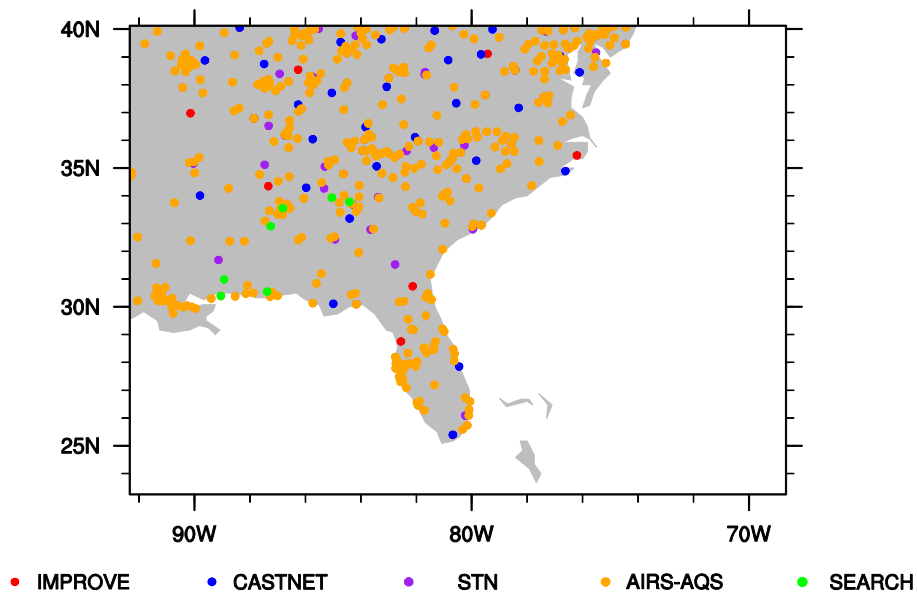 40N
35N
30N
25N
90W 80W 70W
IMPROVE CASTNET STN AIRS-AQS SEARCH